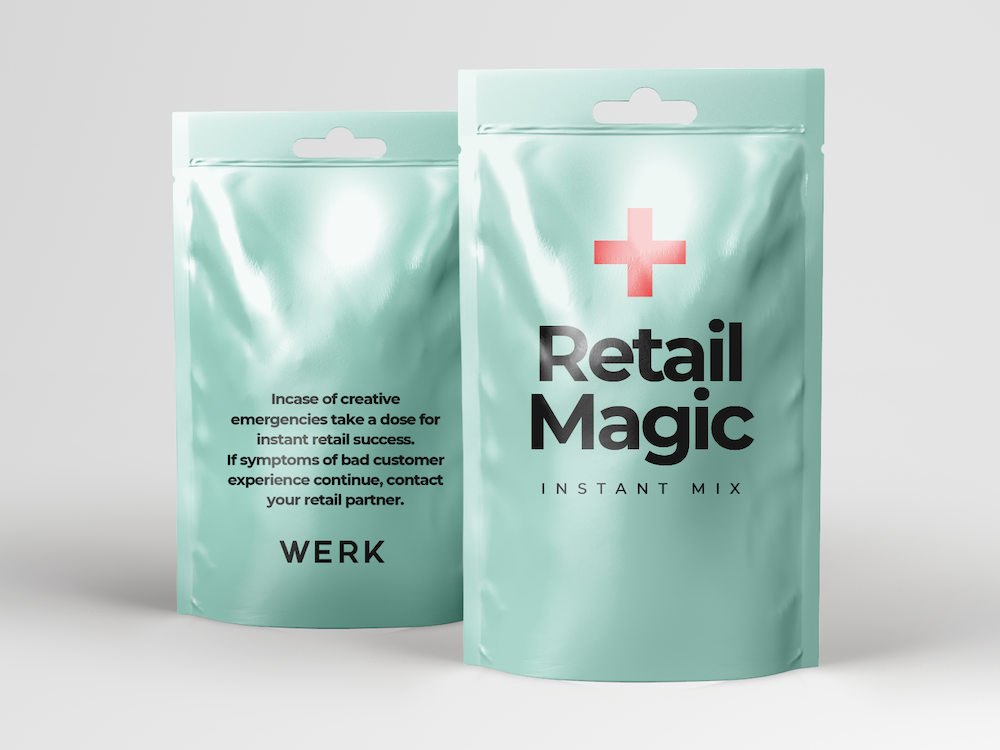 Incase of creative
emergencies take a dose for
instant retail success.
If symptoms of bad customer
experience continue, contact
your retail partner.
WERK
Retail
Magic
INSTANT MIX